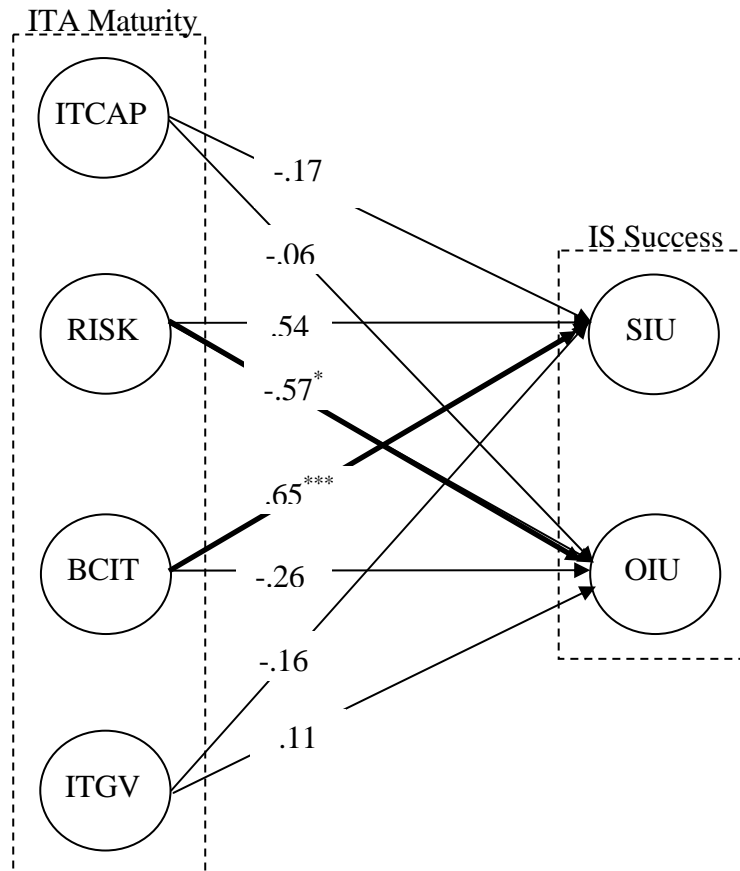 ITA Maturity
ITCAP
-.17
-.06
IS Success
RISK
.54
SIU
-.57*
.65***
BCIT
-.26
OIU
-.16
.11
ITGV